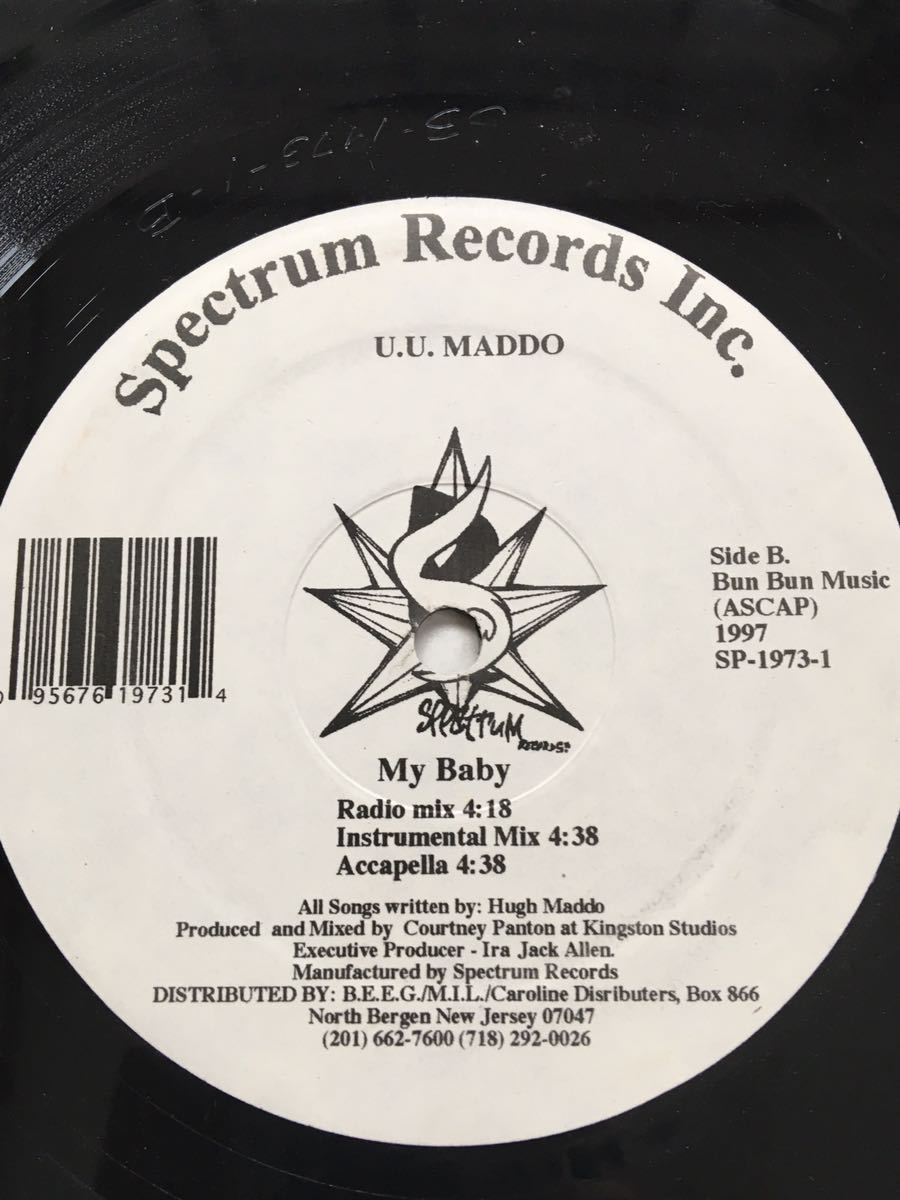 Spectrum Records Inc.
U.U. MADDO
Side B.
Bun Bun Music
(ASCAP)
1997
SP-1973-1
95676 19731 4
SPECTRUM
RECORDS
My Baby
Radio mix 4:18
Instrumental Mix 4:38
Accapella 4:38
All Songs written by: Hugh Maddo
Produced and Mixed by Courtney Panton at Kingston Studios
Executive Producer - Ira Jack Allen.
Manufactured by Spectrum Records
DISTRIBUTED BY: B.E.E.G./M.I.L./Caroline Disributers, Box 866
North Bergen New Jersey 07047
(201) 662-7600 (718) 292-0026